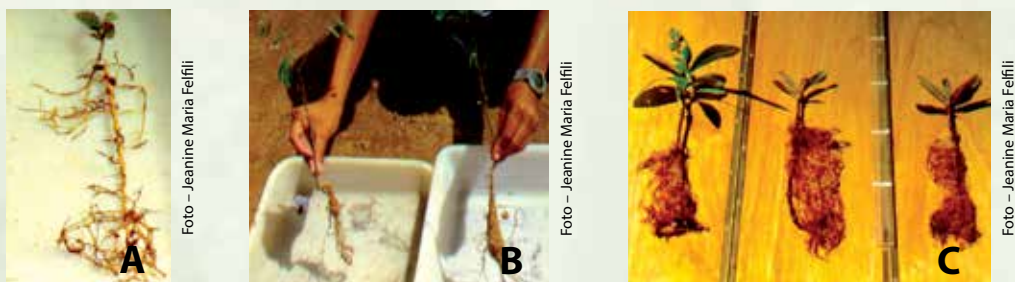 A
Foto – Jeanine Maria Felfili
B
Foto – Jeanine Maria Felfili
C
Foto – Jeanine Maria Felfili